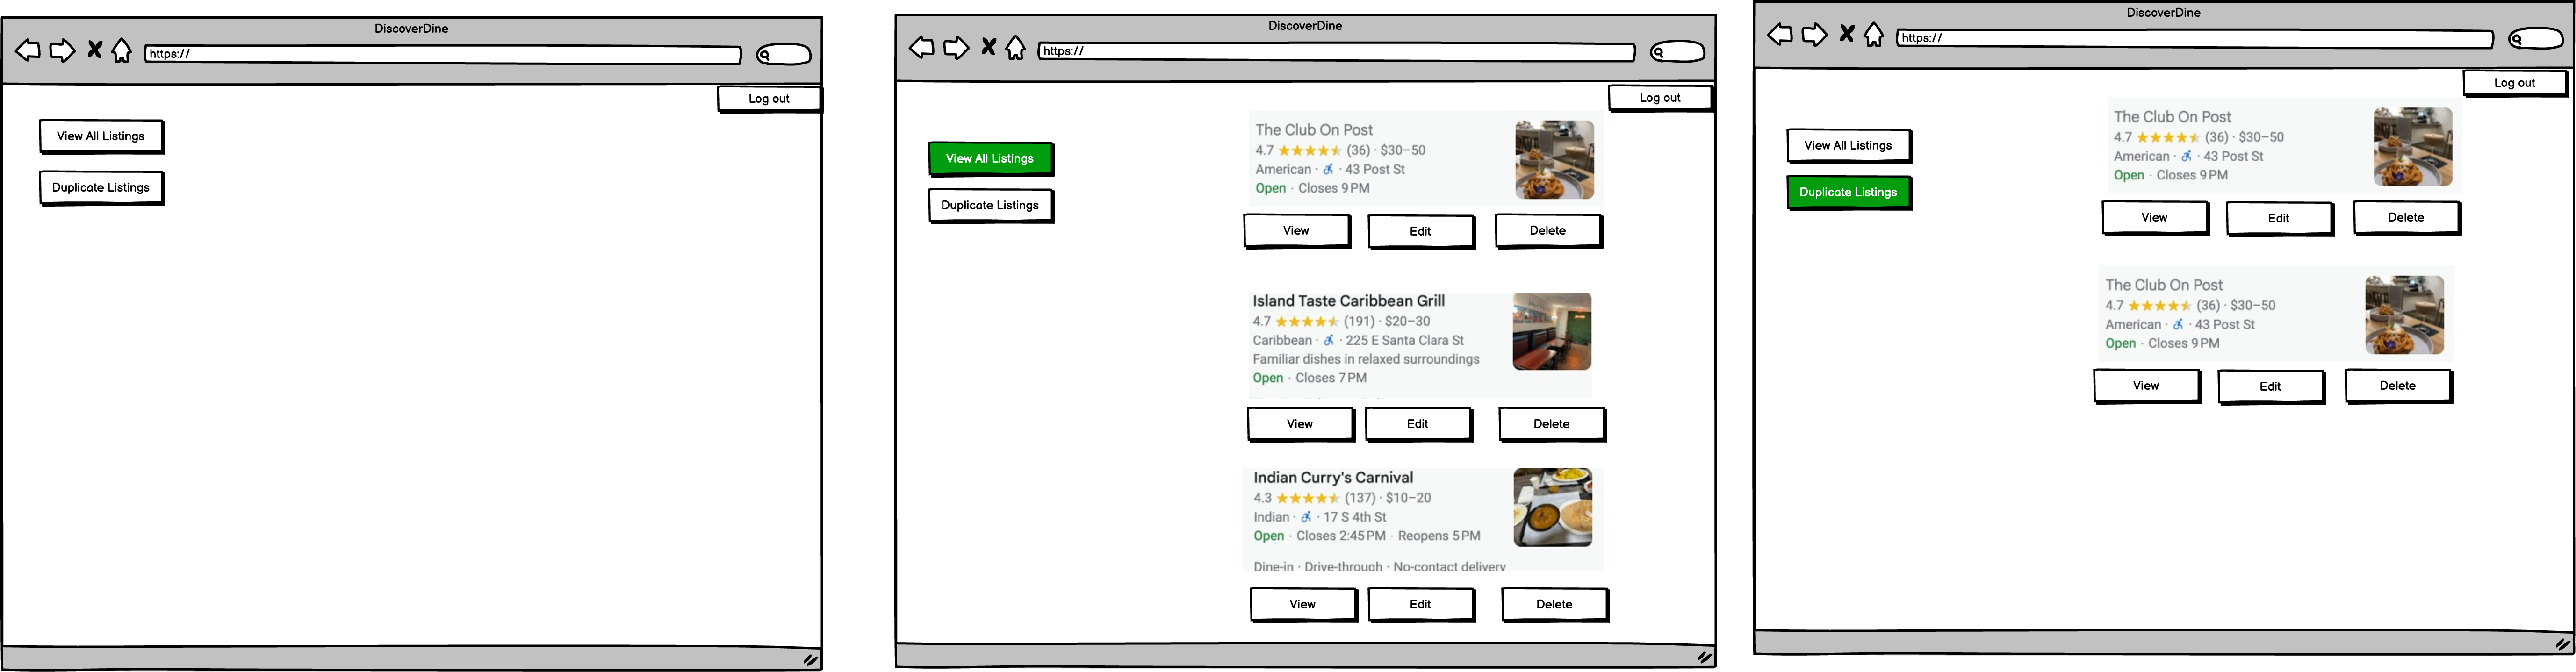 DiscoverDine
https://
Log out
View All Listings
Duplicate Listings
DiscoverDine
https://
Log out
View All Listings
Duplicate Listings
The Club On Post
4.7 ★★★★★ (36) · $30–50
American · 43 Post St
Open · Closes 9 PM
View Edit Delete
Island Taste Caribbean Grill
4.7 ★★★★★ (191) · $20–30
Caribbean · 225 E Santa Clara St
Familiar dishes in relaxed surroundings
Open · Closes 7 PM
View Edit Delete
Indian Curry's Carnival
4.3 ★★★★★ (137) · $10–20
Indian · 17 S 4th St
Open · Closes 2:45 PM · Reopens 5 PM
Dine-in · Drive-through · No-contact delivery
View Edit Delete
DiscoverDine
https://
Log out
View All Listings
Duplicate Listings
The Club On Post
4.7 ★★★★★ (36) · $30–50
American · 43 Post St
Open · Closes 9 PM
View Edit Delete
The Club On Post
4.7 ★★★★★ (36) · $30–50
American · 43 Post St
Open · Closes 9 PM
View Edit Delete